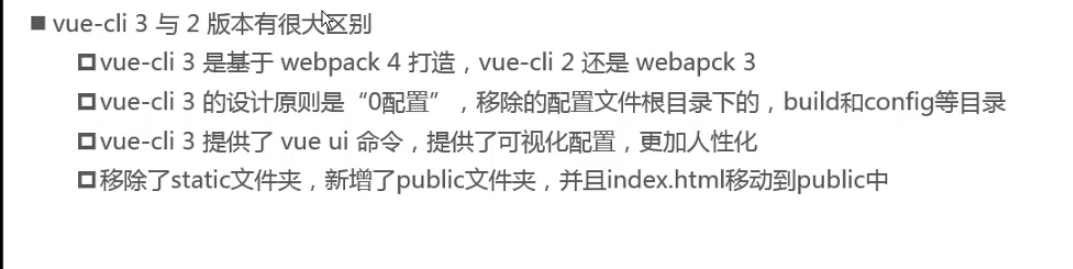 vue-cli 3 与 2 版本有很大区别
vue-cli 3 是基于 webpack 4 打造，vue-cli 2 还是 webapck 3
vue-cli 3 的设计原则是“0配置”，移除的配置文件根目录下的，build和config等目录
vue-cli 3 提供了 vue ui 命令，提供了可视化配置，更加人性化
移除了static文件夹，新增了public文件夹，并且index.html移动到public中